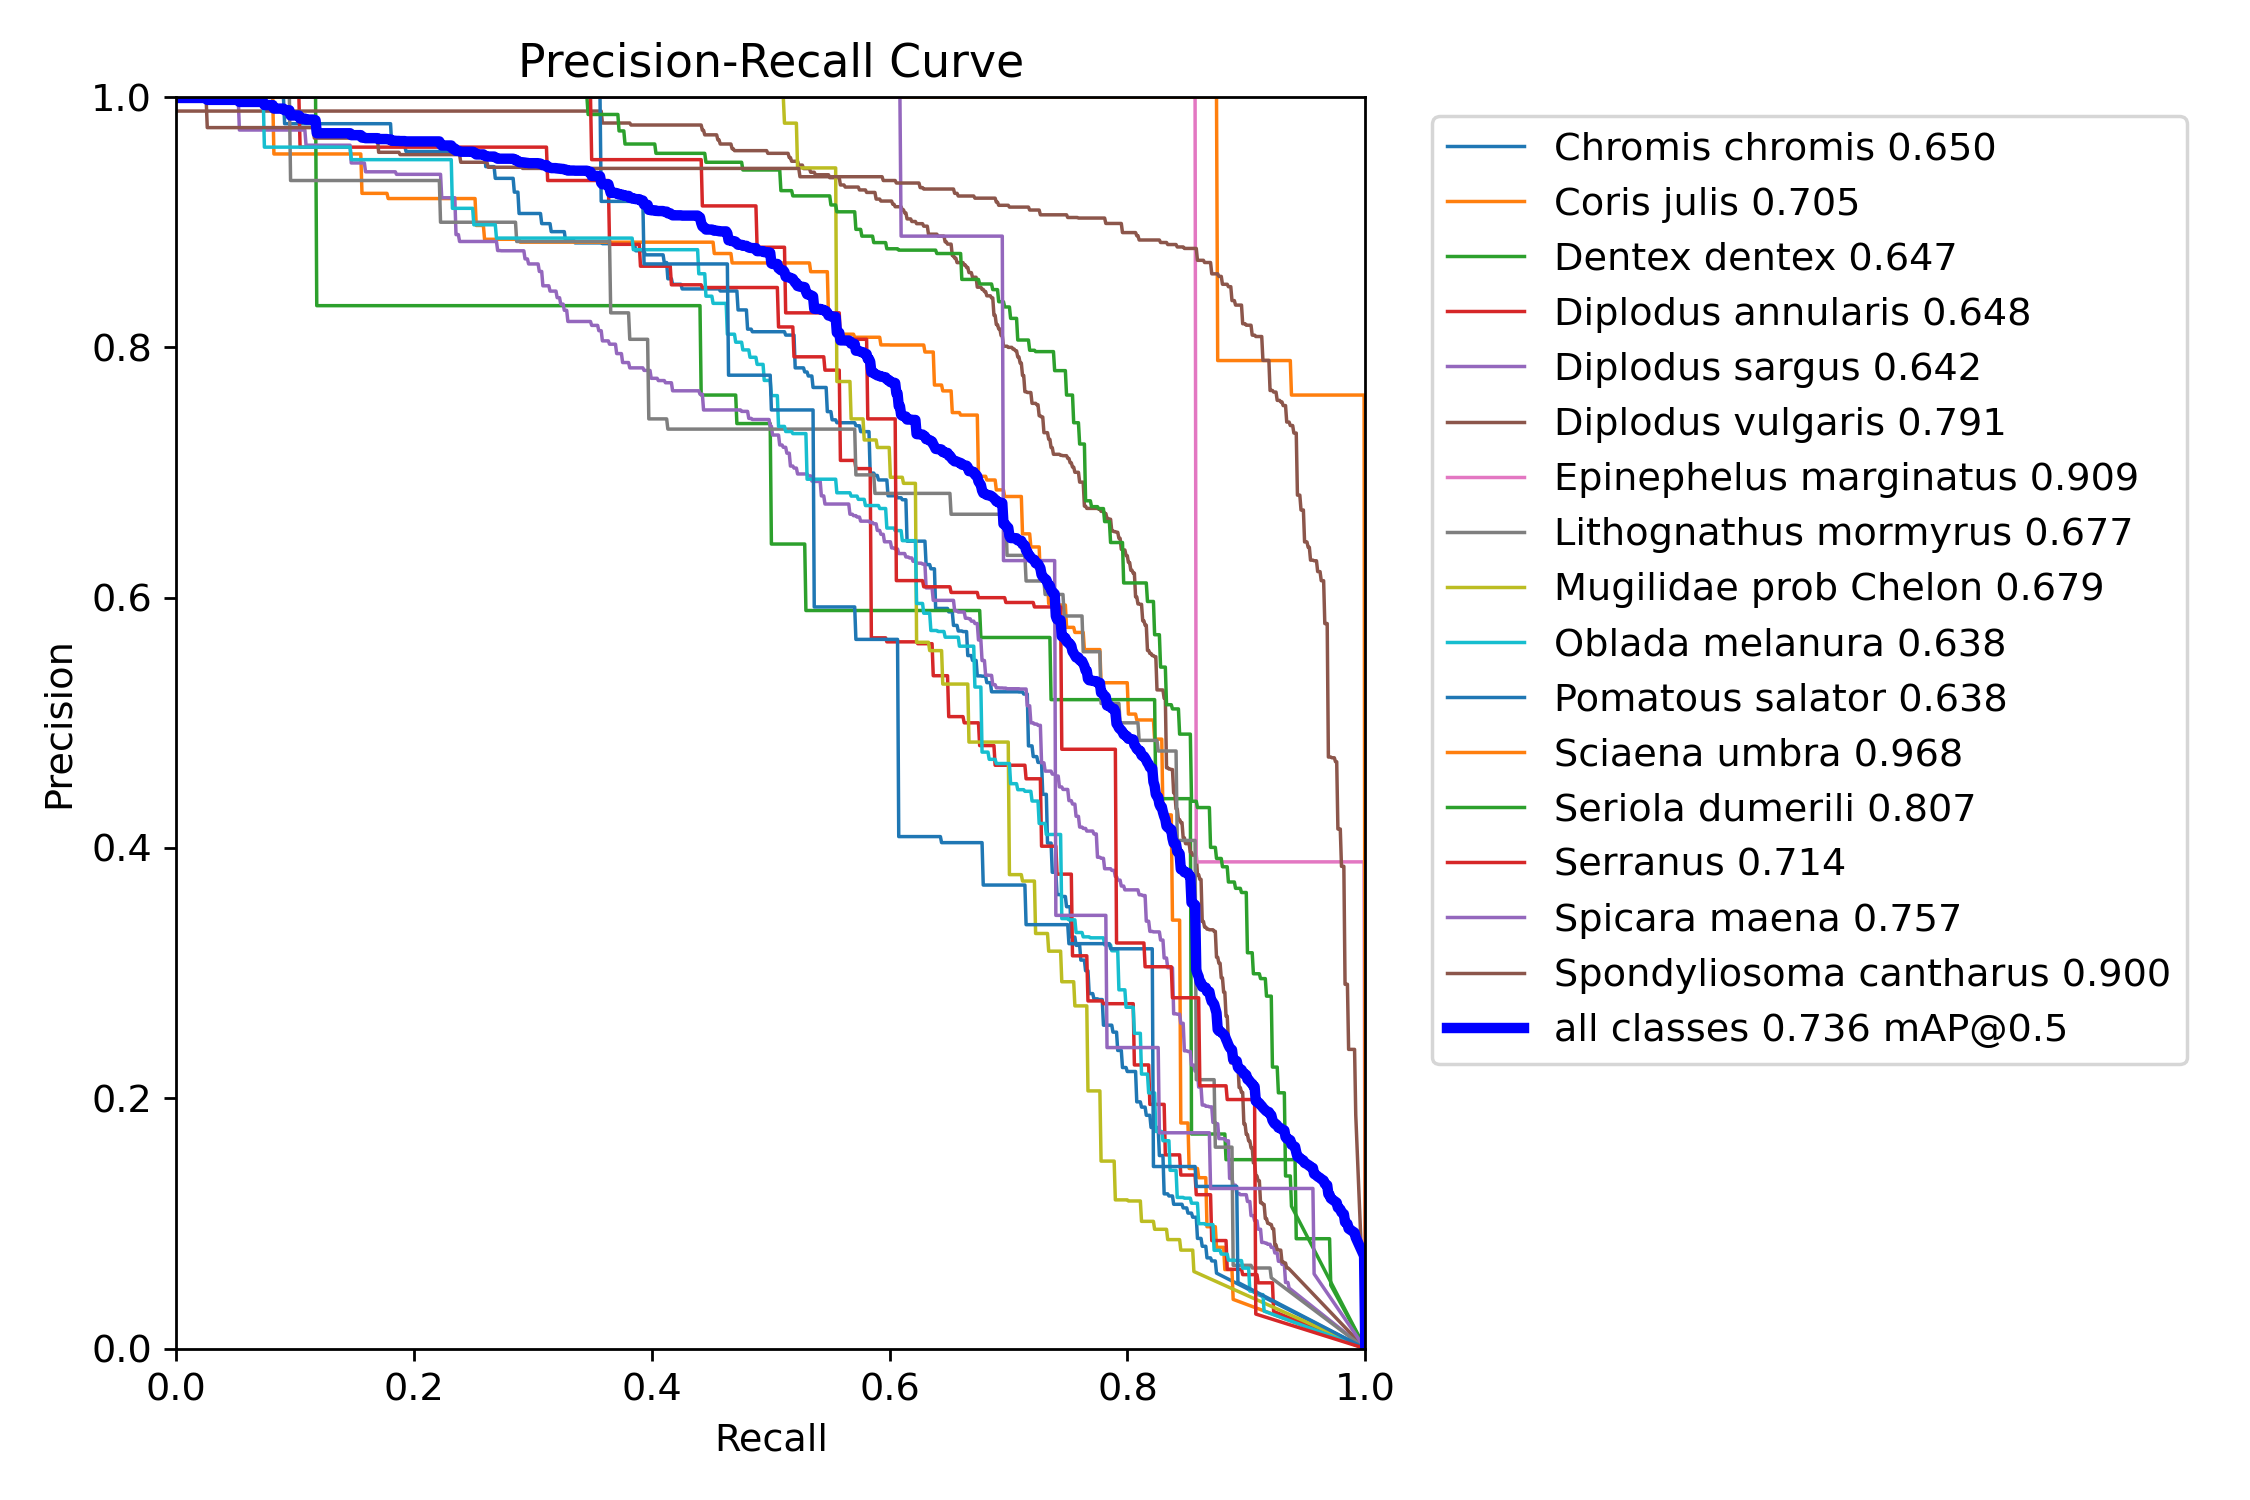 Precision-Recall Curve
1.0
0.8
0.6
0.4
0.2
0.0
Precision
0.0 0.2 0.4 0.6 0.8 1.0
Recall
Chromis chromis 0.650
Coris julis 0.705
Dentex dentex 0.647
Diplodus annularis 0.648
Diplodus sargus 0.642
Diplodus vulgaris 0.791
Epinephelus marginatus 0.909
Lithognathus mormyrus 0.677
Mugilidae prob Chelon 0.679
Oblada melanura 0.638
Pomatous salator 0.638
Sciaena umbra 0.968
Seriola dumerili 0.807
Serranus 0.714
Spicara maena 0.757
Spondyliosoma cantharus 0.900
all classes 0.736 mAP@0.5